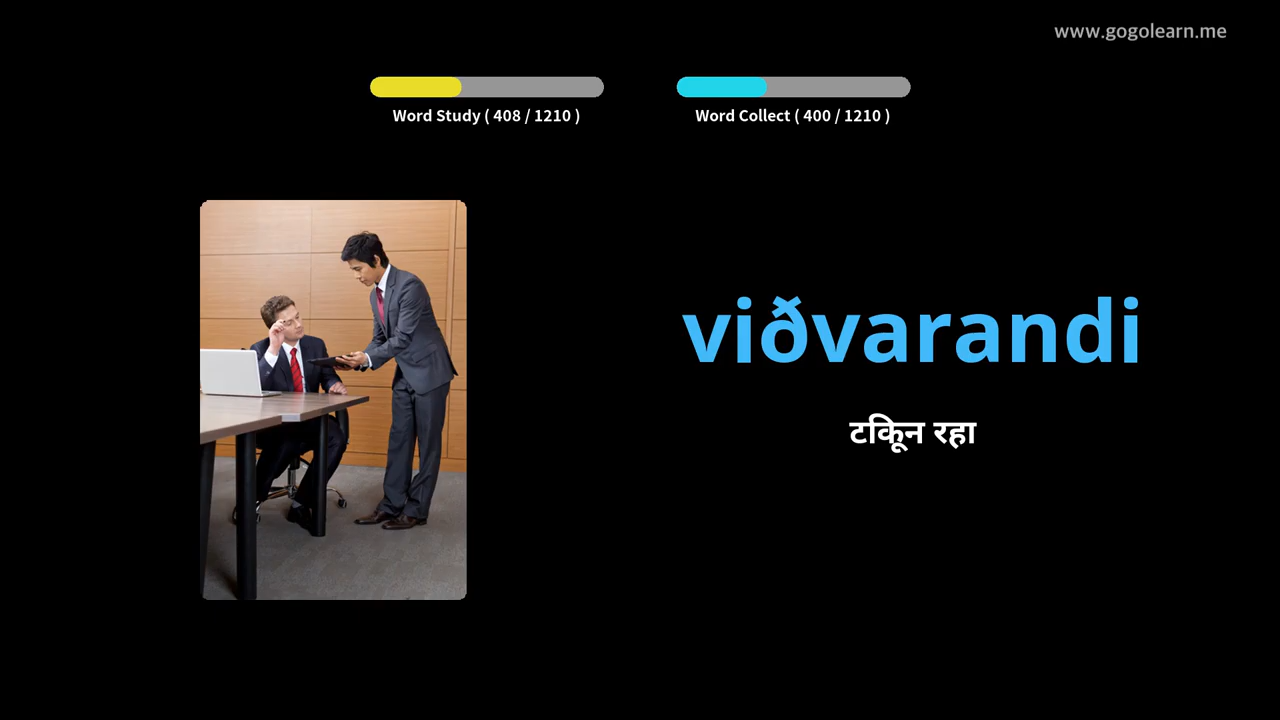 www.gogolearn.me
Word Study ( 408 / 1210 )
Word Collect ( 400 / 1210 )
viðvarandi
टिकून रहा